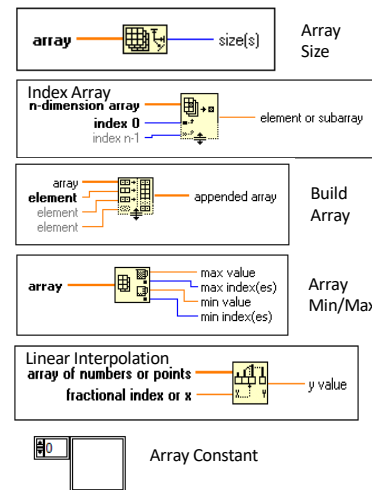 array size(s)
Array
Size
Index Array
n-dimension array
index 0
index n-1
element or subarray
array
element
element
element
appended array
Build
Array
array
max value
max index(es)
min value
min index(es)
Array
Min/Max
Linear Interpolation
array of numbers or points
fractional index or x
y value
0
Array Constant